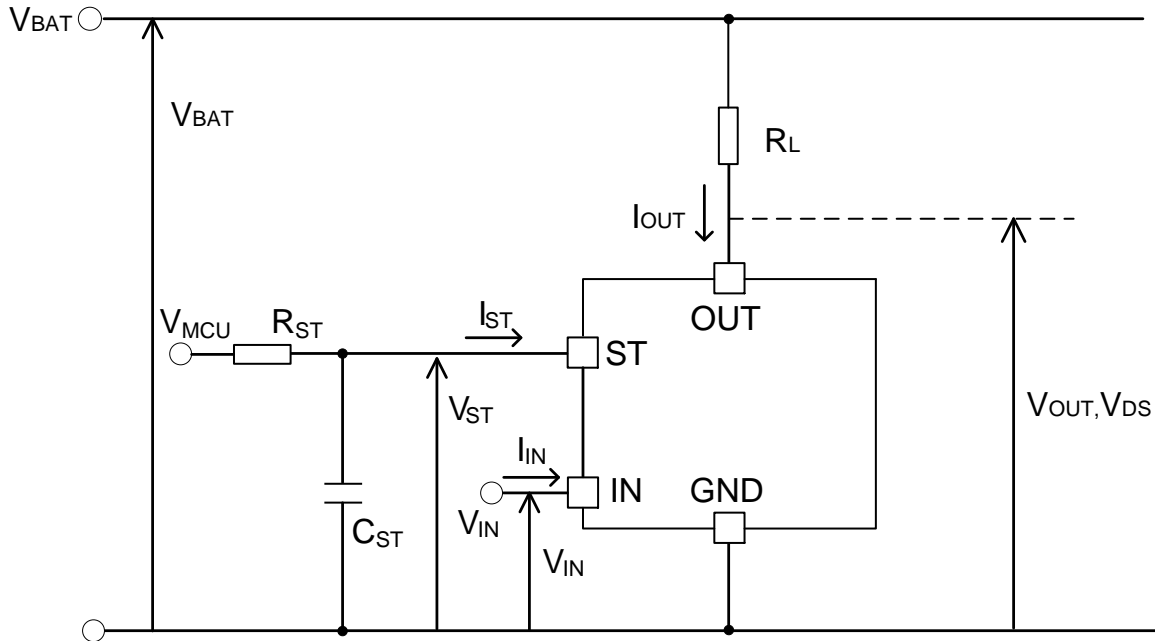 VBAT
VBAT
RL
IOUT
OUT
VMCU
RST
IST
ST
VST
VOUT,VDS
IIN
IN
GND
VIN
CST
VIN